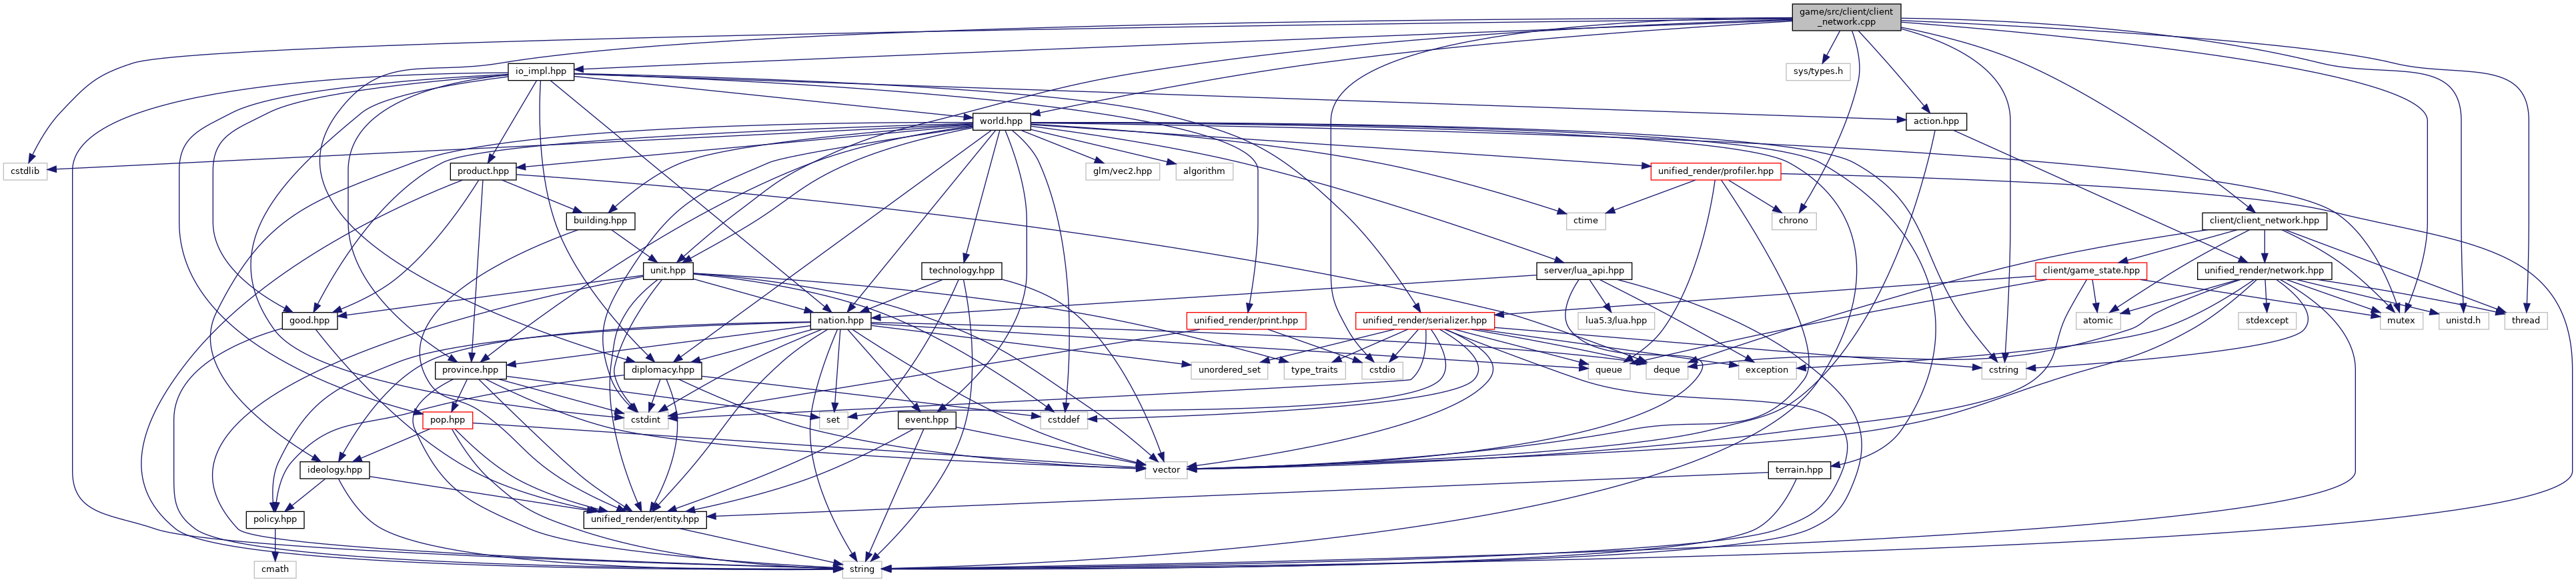 game/src/client/client
_network.cpp
io_impl.hpp
sys/types.h
world.hpp
action.hpp
cstdlib
product.hpp
glm/vec2.hpp
algorithm
unified_render/profiler.hpp
building.hpp
ctime
chrono
client/client_network.hpp
unit.hpp
technology.hpp
server/lua_api.hpp
client/game_state.hpp
unified_render/network.hpp
good.hpp
nation.hpp
unified_render/print.hpp
unified_render/serializer.hpp
lua5.3/lua.hpp
atomic
stdexcept
mutex
unistd.h
thread
province.hpp
diplomacy.hpp
unordered_set
type_traits
cstdio
queue
deque
exception
cstring
pop.hpp
cstdint
set
event.hpp
cstddef
ideology.hpp
vector
terrain.hpp
policy.hpp
unified_render/entity.hpp
cmath
string